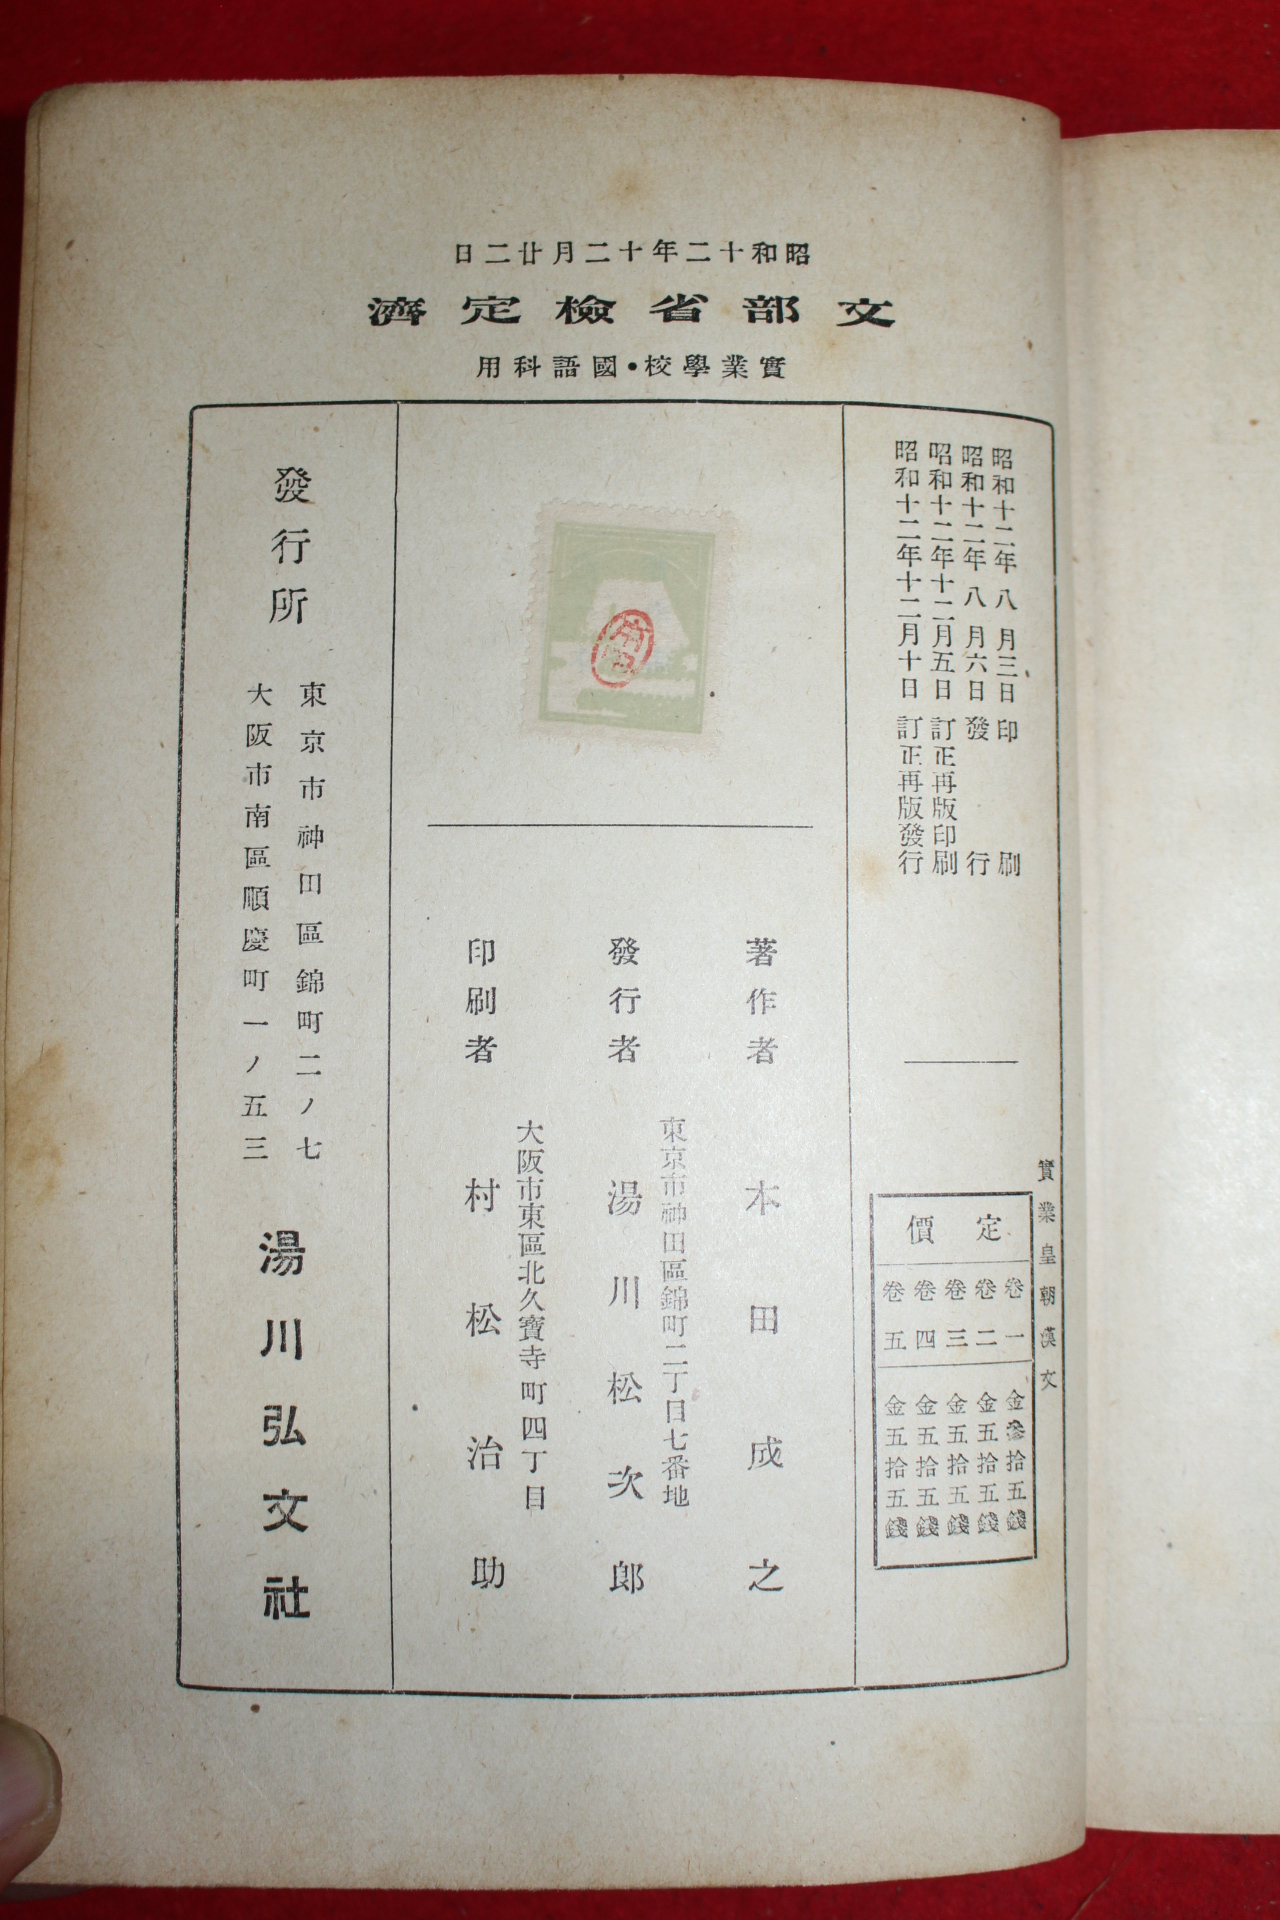 昭和十二年十二月廿二日
文部省檢定濟
實業學校・國語科用
昭和十二年八月三日印刷
昭和十二年八月六日發行
昭和十二年十二月五日訂正再版印刷
昭和十二年十二月十日訂正再版發行
實業皇朝漢文
定價
卷一 金參拾五錢
卷二 金五拾五錢
卷三 金五拾五錢
卷四 金五拾五錢
卷五 金五拾五錢
著作者 本田成之
東京市神田區錦町二丁目七番地
發行者 湯川松次郎
大阪市東區北久寶寺町四丁目
印刷者 村松治助
發行所
東京市神田區錦町二ノ七
大阪市南區順慶町一ノ五三
湯川弘文社